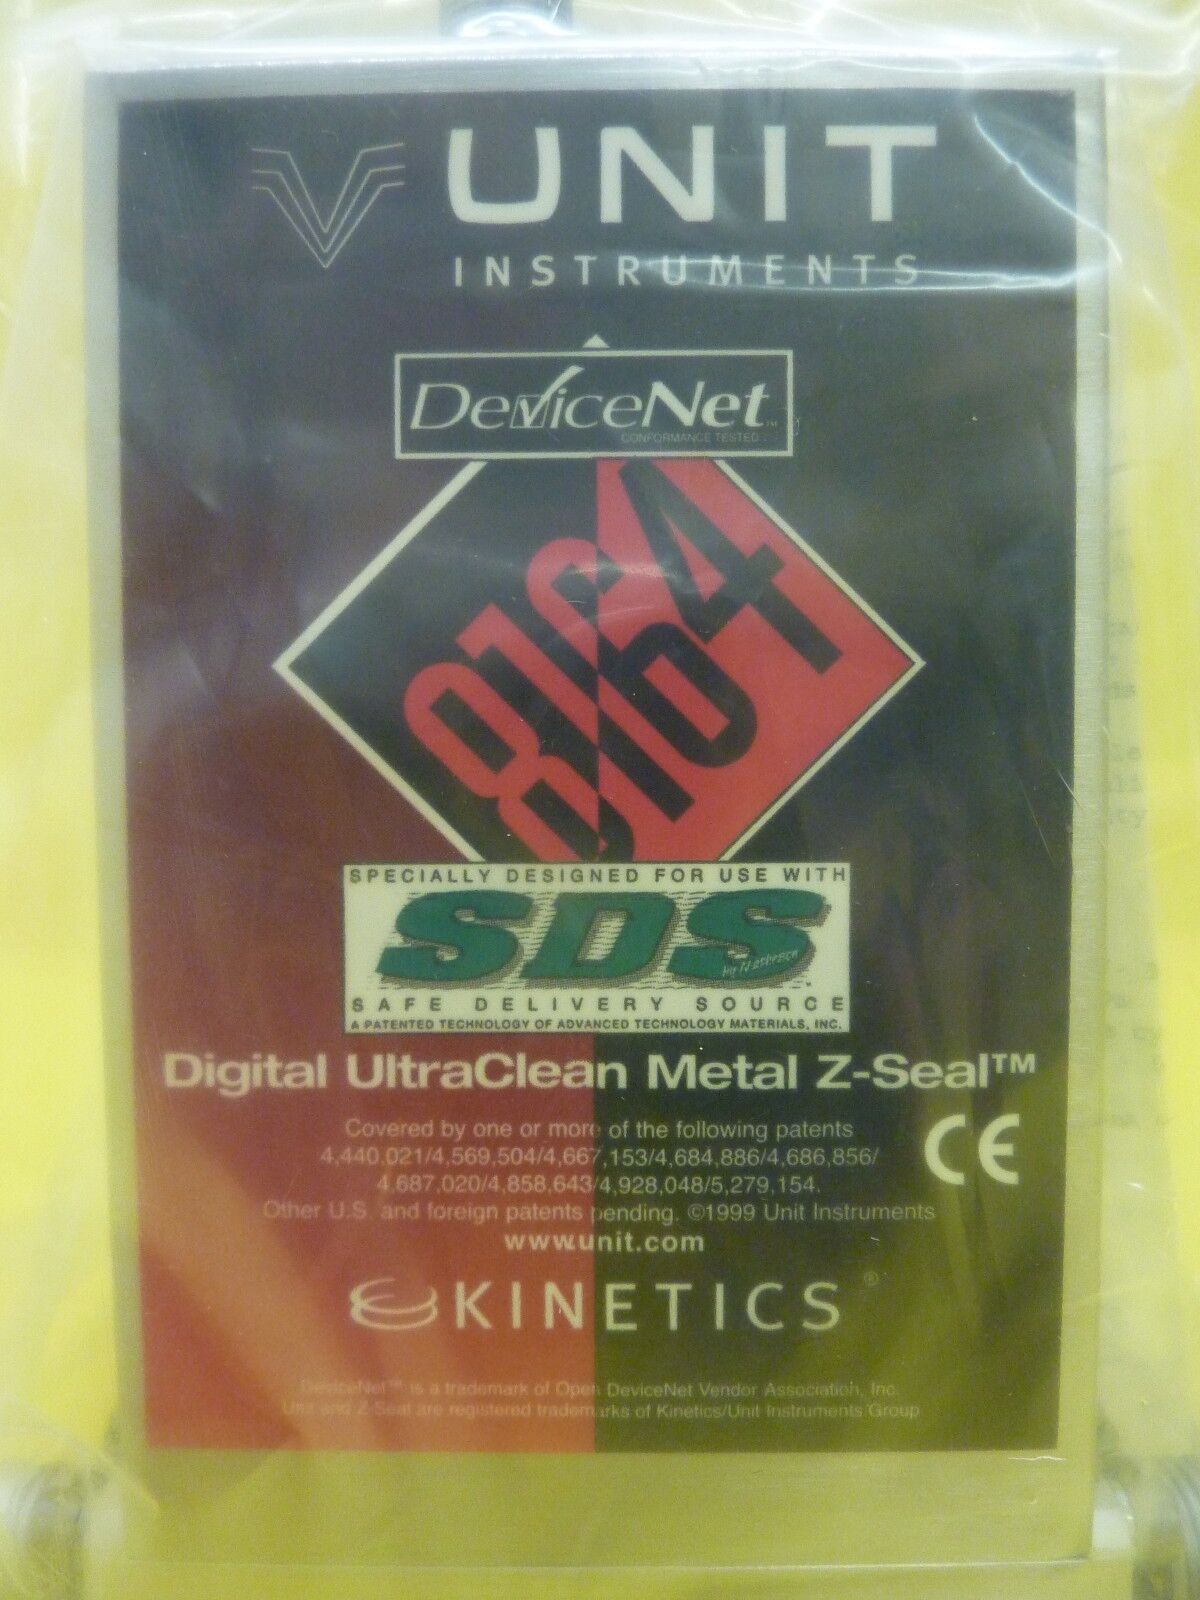 UNIT
INSTRUMENTS
DeviceNet™
CONFORMANCE TESTED
8164
SPECIALLY DESIGNED FOR USE WITH
SDS
by Matheson
SAFE DELIVERY SOURCE
A PATENTED TECHNOLOGY OF ADVANCED TECHNOLOGY MATERIALS, INC.
Digital UltraClean Metal Z-Seal™
Covered by one or more of the following patents
4,440,021/4,569,504/4,667,153/4,684,886/4,686,856/
4,687,020/4,858,643/4,928,048/5,279,154.
Other U.S. and foreign patents pending. ©1999 Unit Instruments
www.unit.com
CE
KINETICS®
DeviceNet™ is a trademark of Open DeviceNet Vendor Association, Inc.
Unit and Z-Seal are registered trademarks of Kinetics/Unit Instruments Group